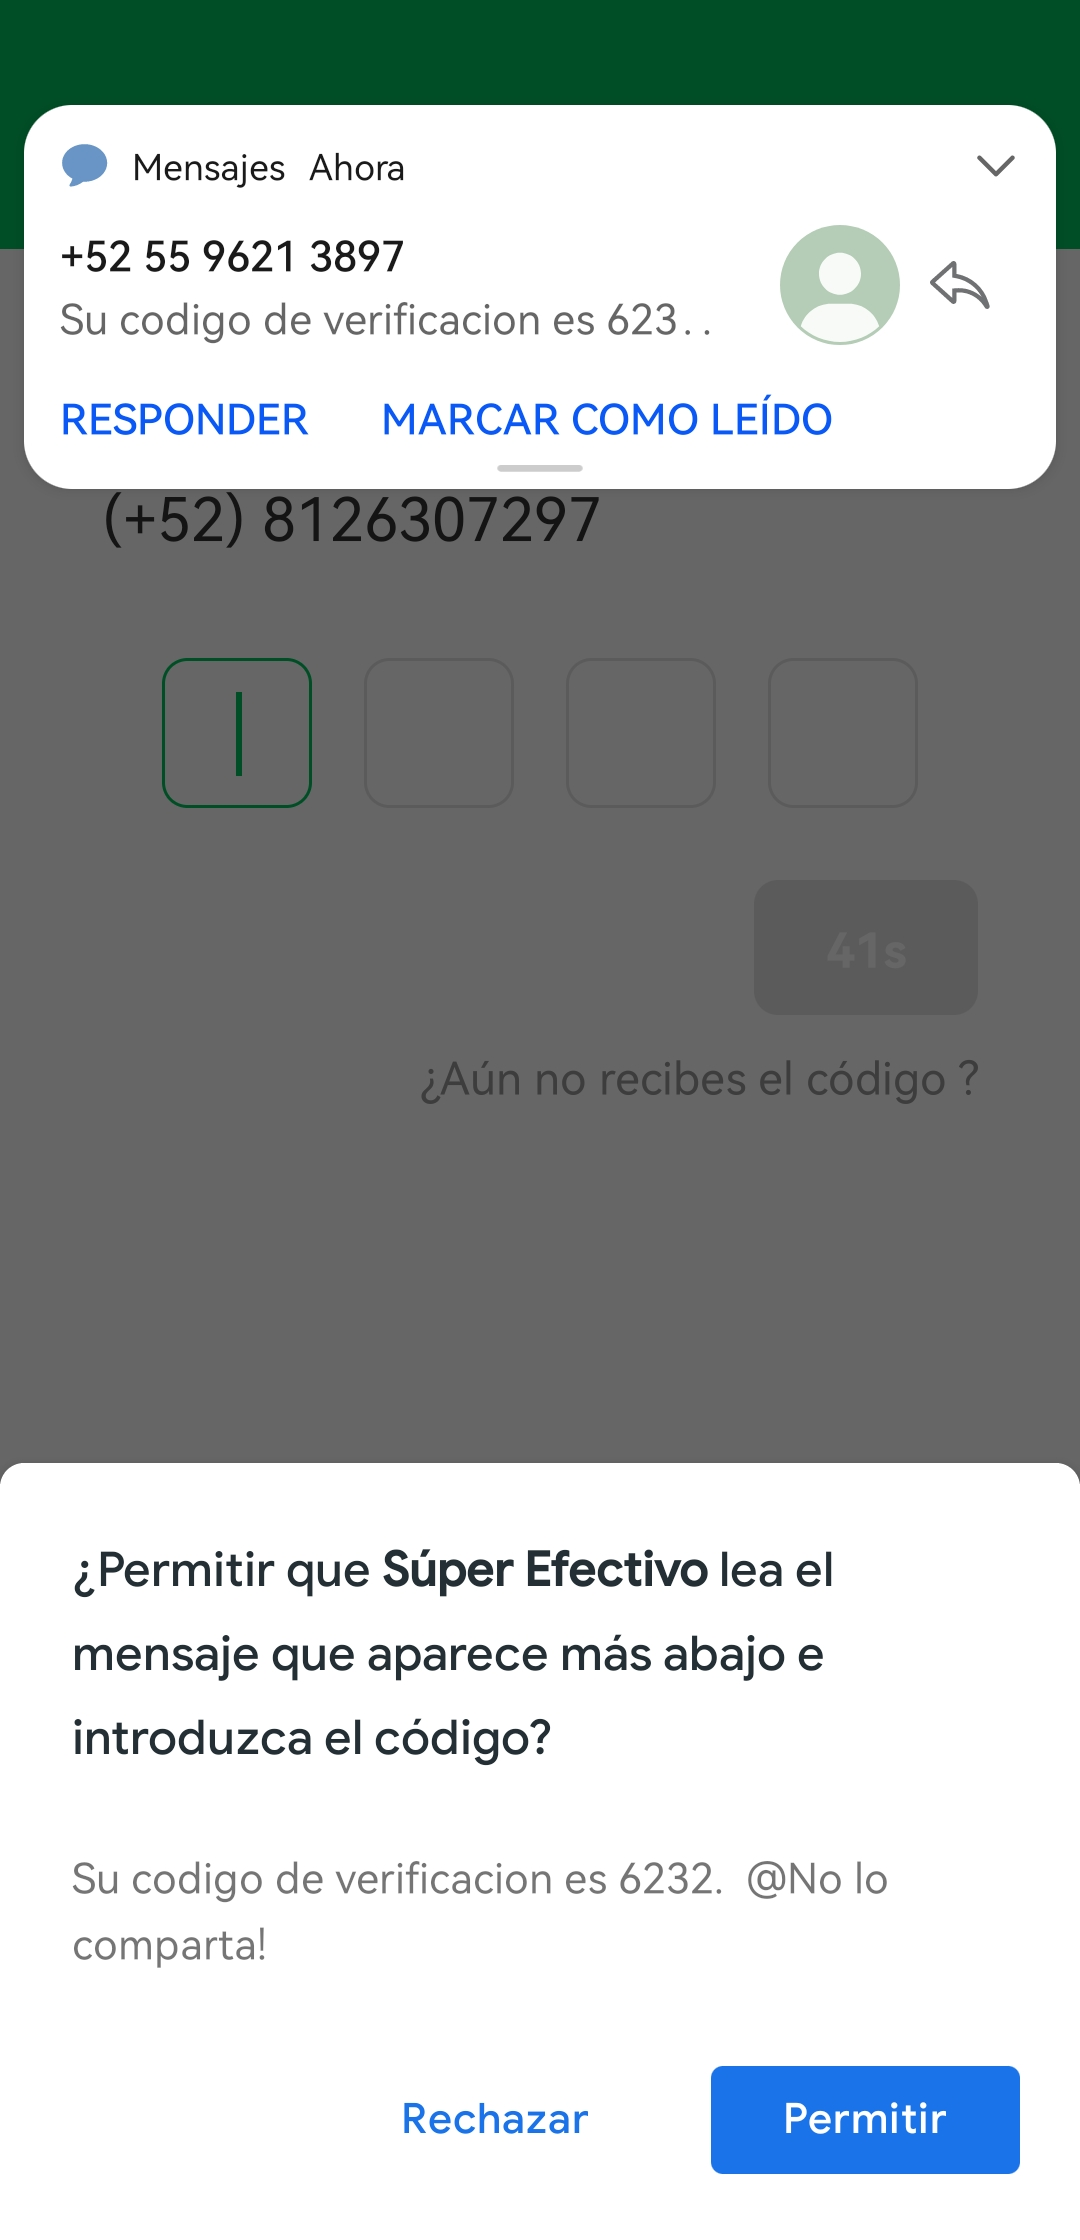 Mensajes Ahora
+52 55 9621 3897
Su codigo de verificacion es 623. .
RESPONDER MARCAR COMO LEÍDO
(+52) 8126307297
41s
¿Aún no recibes el código ?
¿Permitir que Súper Efectivo lea el
mensaje que aparece más abajo e
introduzca el código?
Su codigo de verificacion es 6232. @No lo
comparta!
Rechazar Permitir